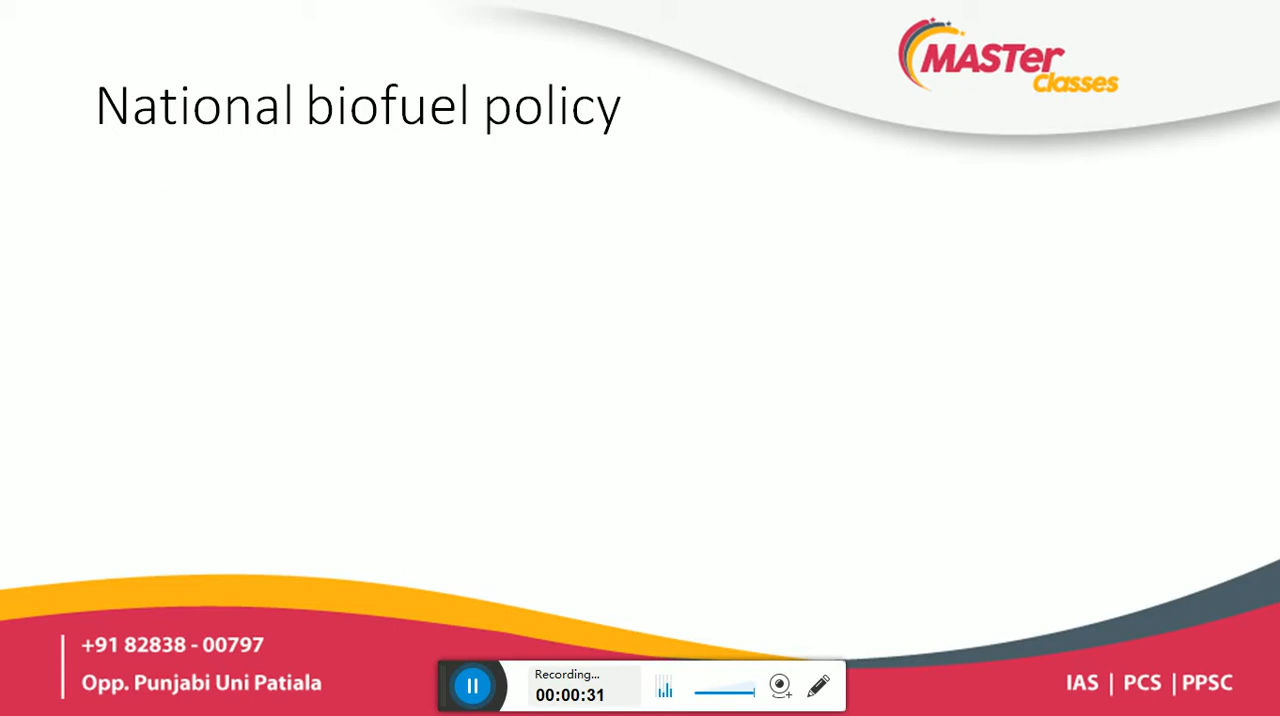 MASTer
Classes
National biofuel policy
+91 82838 - 00797
Opp. Punjabi Uni Patiala
Recording...
00:00:31
IAS | PCS | PPSC